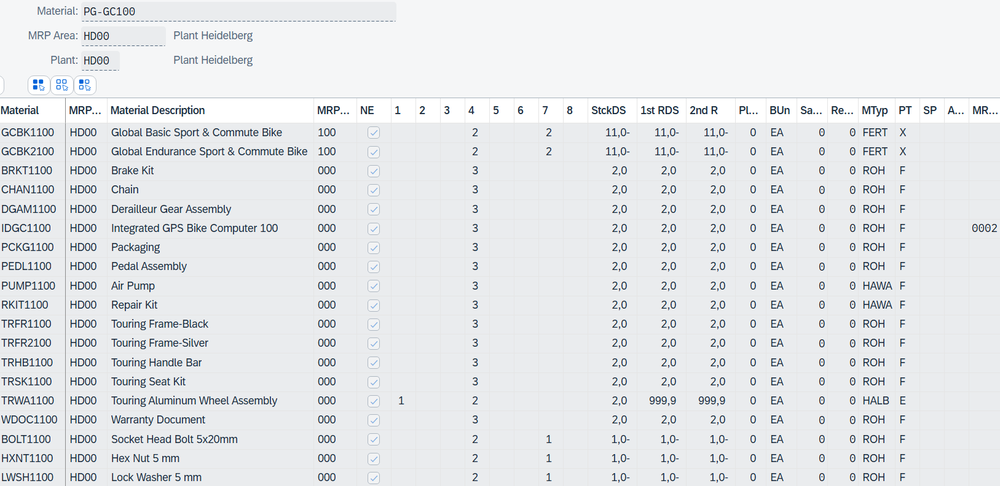 Material: PG-GC100
MRP Area: HD00 Plant Heidelberg
Plant: HD00 Plant Heidelberg
Material MRP... Material Description MRP... NE 1 2 3 4 5 6 7 8 StckDS 1st RDS 2nd R Pl... BUn Sa... Re... MTyp PT SP A... MR...
GCBK1100 HD00 Global Basic Sport & Commute Bike 100 2 2 11,0- 11,0- 11,0- 0 EA 0 0 FERT X
GCBK2100 HD00 Global Endurance Sport & Commute Bike 100 2 2 11,0- 11,0- 11,0- 0 EA 0 0 FERT X
BRKT1100 HD00 Brake Kit 000 3 2,0 2,0 2,0 0 EA 0 0 ROH F
CHAN1100 HD00 Chain 000 3 2,0 2,0 2,0 0 EA 0 0 ROH F
DGAM1100 HD00 Derailleur Gear Assembly 000 3 2,0 2,0 2,0 0 EA 0 0 ROH F
IDGC1100 HD00 Integrated GPS Bike Computer 100 000 3 2,0 2,0 2,0 0 EA 0 0 ROH F 0002
PCKG1100 HD00 Packaging 000 3 2,0 2,0 2,0 0 EA 0 0 ROH F
PEDL1100 HD00 Pedal Assembly 000 3 2,0 2,0 2,0 0 EA 0 0 ROH F
PUMP1100 HD00 Air Pump 000 3 2,0 2,0 2,0 0 EA 0 0 HAWA F
RKIT1100 HD00 Repair Kit 000 3 2,0 2,0 2,0 0 EA 0 0 HAWA F
TRFR1100 HD00 Touring Frame-Black 000 3 2,0 2,0 2,0 0 EA 0 0 ROH F
TRFR2100 HD00 Touring Frame-Silver 000 3 2,0 2,0 2,0 0 EA 0 0 ROH F
TRHB1100 HD00 Touring Handle Bar 000 3 2,0 2,0 2,0 0 EA 0 0 ROH F
TRSK1100 HD00 Touring Seat Kit 000 3 2,0 2,0 2,0 0 EA 0 0 ROH F
TRWA1100 HD00 Touring Aluminum Wheel Assembly 000 1 2 2,0 999,9 999,9 0 EA 0 0 HALB E
WDOC1100 HD00 Warranty Document 000 3 2,0 2,0 2,0 0 EA 0 0 ROH F
BOLT1100 HD00 Socket Head Bolt 5x20mm 000 2 1 1,0- 1,0- 1,0- 0 EA 0 0 ROH F
HXNT1100 HD00 Hex Nut 5 mm 000 2 1 1,0- 1,0- 1,0- 0 EA 0 0 ROH F
LWSH1100 HD00 Lock Washer 5 mm 000 2 1 1,0- 1,0- 1,0- 0 EA 0 0 ROH F